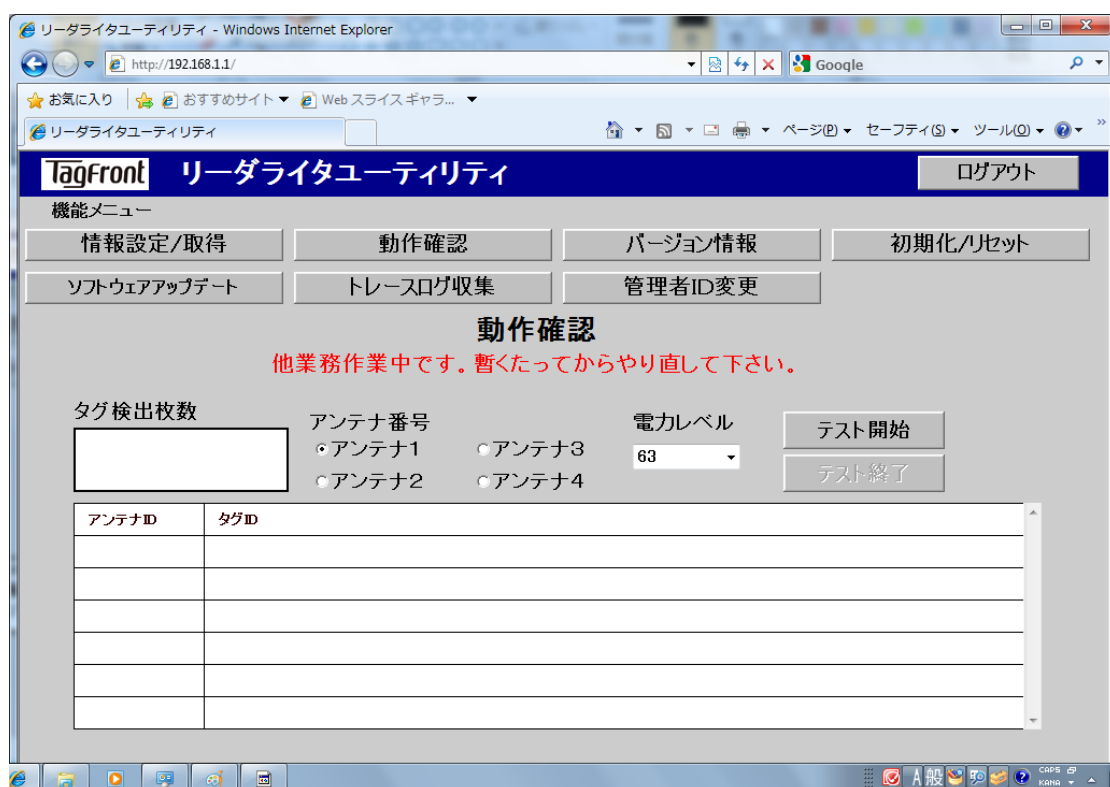 リーダライタユーティリティ - Windows Internet Explorer
http://192.168.1.1/
Google
お気に入り おすすめサイト Web スライス ギャラ...
リーダライタユーティリティ ページ(P) セーフティ(S) ツール(O) »
TagFront リーダライタユーティリティ ログアウト
機能メニュー
情報設定/取得 動作確認 バージョン情報 初期化/リセット
ソフトウェアアップデート トレースログ収集 管理者ID変更
動作確認
他業務作業中です。暫くたってからやり直して下さい。
タグ検出枚数 アンテナ番号 電力レベル テスト開始
アンテナ1 アンテナ3 63
アンテナ2 アンテナ4 テスト終了
アンテナID タグID
A 般 CAPS
KANA